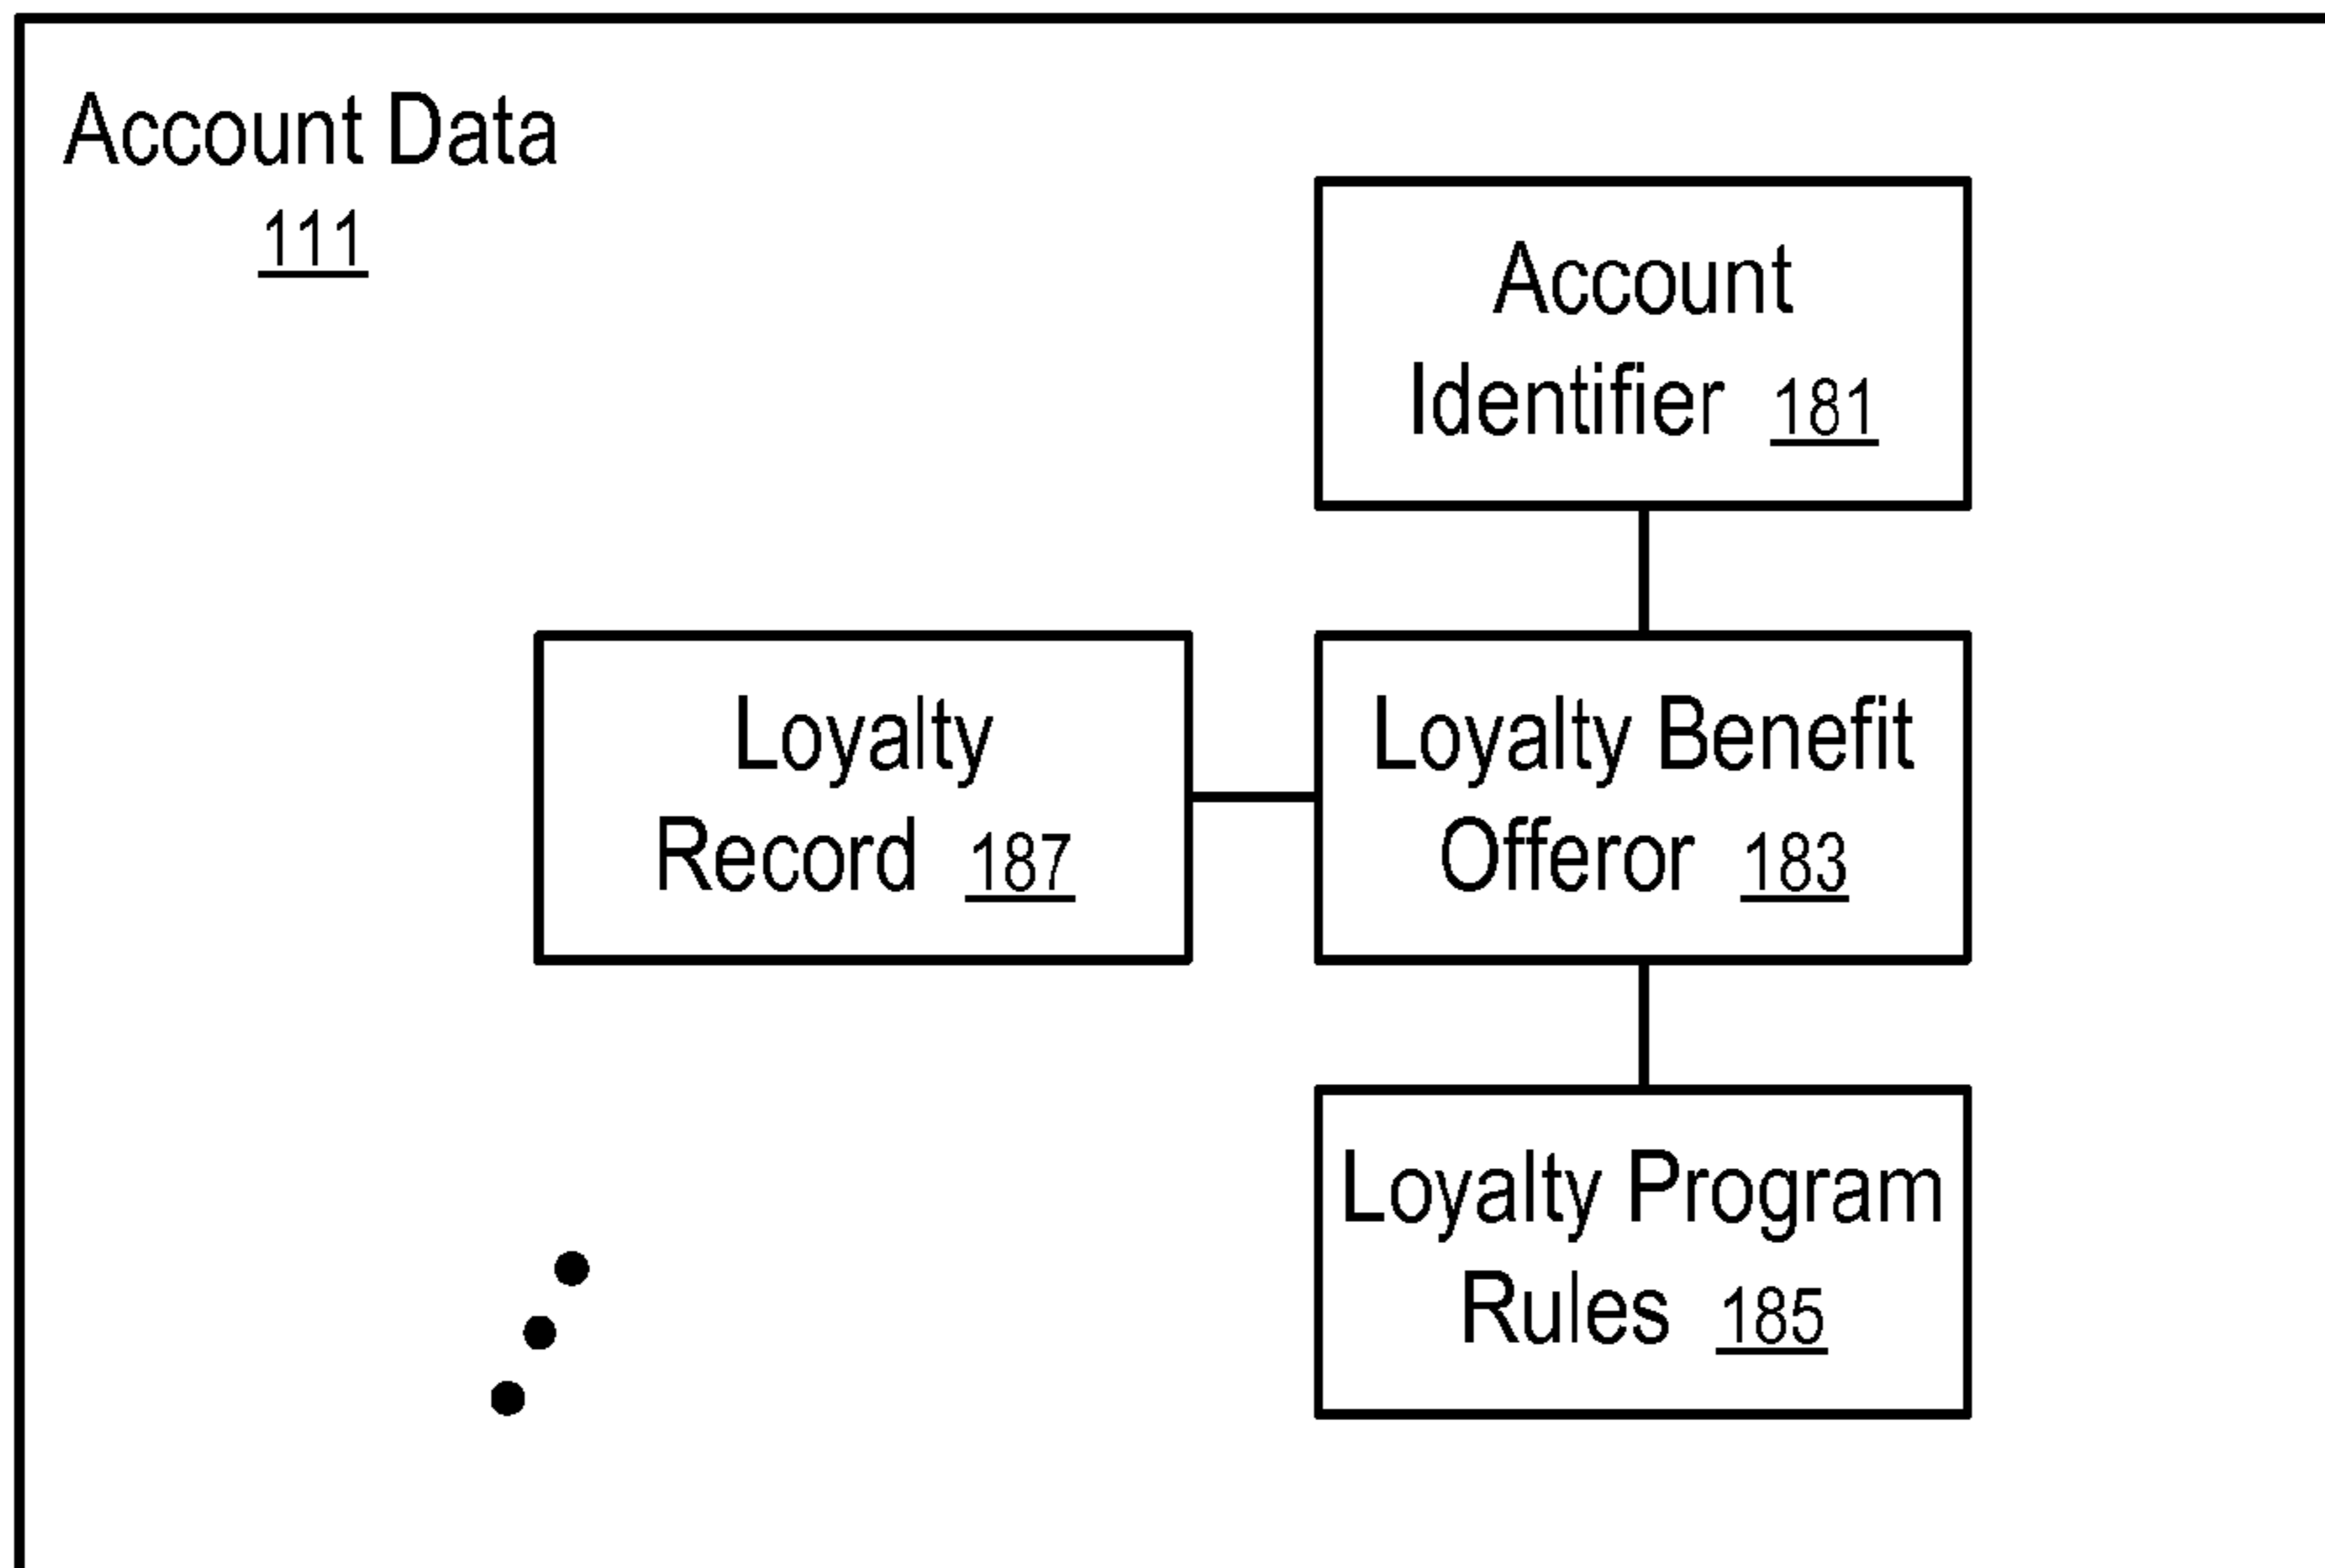 Account Data
111
Account
Identifier 181
Loyalty
Record 187
Loyalty Benefit
Offeror 183
Loyalty Program
Rules 185